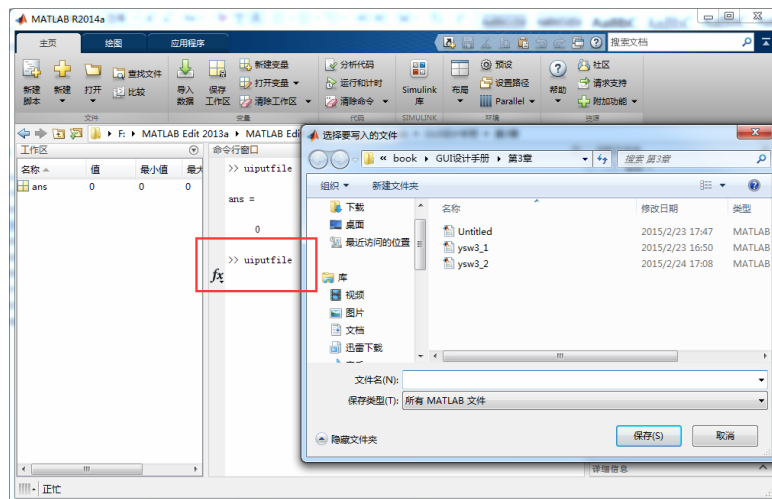 MATLAB R2014a
主页 绘图 应用程序
搜索文档
新建脚本 新建 打开 查找文件 比较 导入数据 保存工作区 新建变量 打开变量 清除工作区 分析代码 运行和计时 清除命令 Simulink 库 布局 预设 设置路径 Parallel 帮助 社区 请求支持 附加功能
文件 变量 代码 SIMULINK 环境 资源
F: MATLAB Edit 2013a MATLAB Edi
工作区 命令行窗口
名称 值 最小值 最大
ans 0 0 0
>> uiputfile
ans =
0
>> uiputfile
fx
选择要写入的文件
« book GUI设计手册 第3章 搜索 第3章
组织 新建文件夹
下载
桌面
最近访问的位置
库
视频
图片
文档
迅雷下载
名称 修改日期 类型
Untitled 2015/2/23 17:47 MATLAB
ysw3_1 2015/2/23 16:50 MATLAB
ysw3_2 2015/2/24 17:08 MATLAB
文件名(N):
保存类型(T): 所有 MATLAB 文件
隐藏文件夹 保存(S) 取消
详细信息
正忙